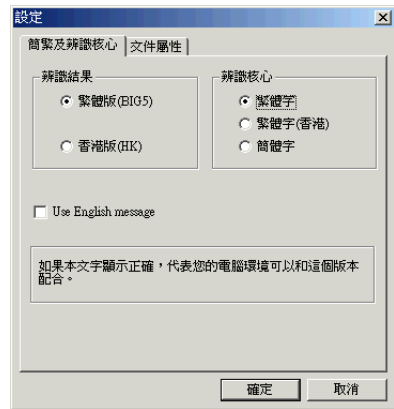 設定
簡繁及辨識核心 文件屬性
辨識結果
繁體版(BIG5)
香港版(HK)
辨識核心
繁體字
繁體字(香港)
簡體字
Use English message
如果本文字顯示正確，代表您的電腦環境可以和這個版本
配合。
確定 取消